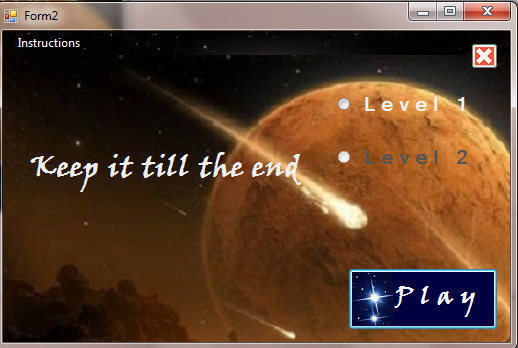 Form2
Instructions
Level 1
Level 2
Keep it till the end
Play